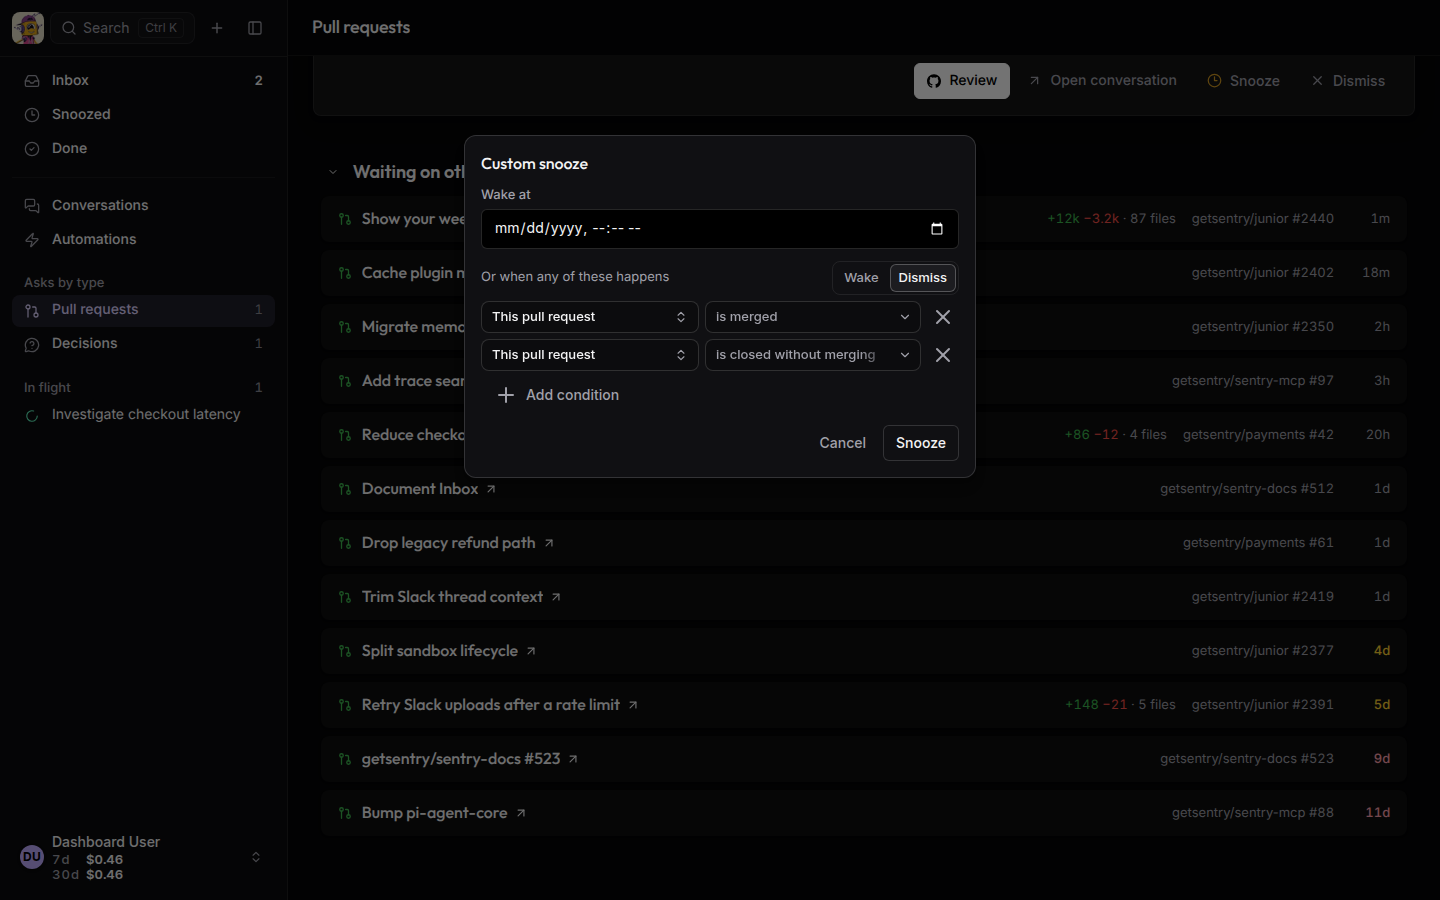 Search Ctrl K
Pull requests
Inbox 2
Snoozed
Done
Conversations
Automations
Asks by type
Pull requests 1
Decisions 1
In flight 1
Investigate checkout latency
Dashboard User
DU
7d $0.46
30d $0.46
Review Open conversation Snooze Dismiss
Waiting on
Show your +12k −3.2k · 87 files getsentry/junior #2440 1m
Cache plugin getsentry/junior #2402 18m
Migrate getsentry/junior #2350 2h
Add trace getsentry/sentry-mcp #97 3h
Reduce +86 −12 · 4 files getsentry/payments #42 20h
Document Inbox getsentry/sentry-docs #512 1d
Drop legacy refund path getsentry/payments #61 1d
Trim Slack thread context getsentry/junior #2419 1d
Split sandbox lifecycle getsentry/junior #2377 4d
Retry Slack uploads after a rate limit +148 −21 · 5 files getsentry/junior #2391 5d
getsentry/sentry-docs #523 getsentry/sentry-docs #523 9d
Bump pi-agent-core getsentry/sentry-mcp #88 11d
Custom snooze
Wake at
mm/dd/yyyy, --:-- --
Or when any of these happens Wake Dismiss
This pull request is merged
This pull request is closed without merging
Add condition
Cancel Snooze